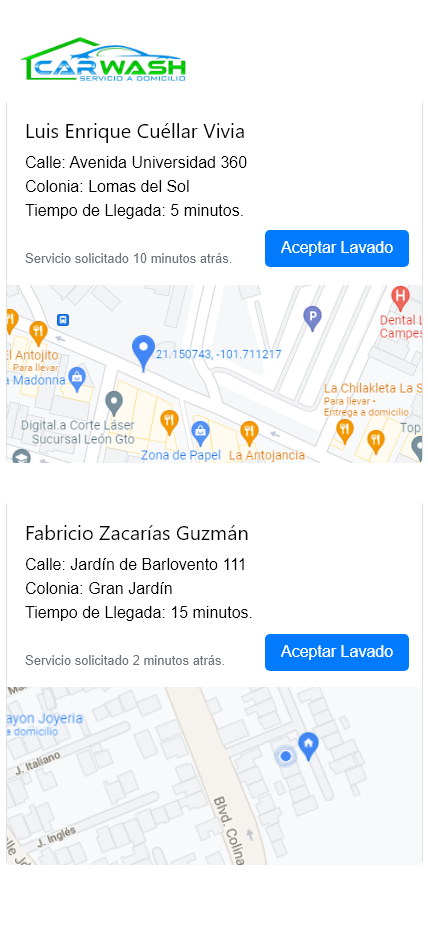 CARWASH
SERVICIO A DOMICILIO
Luis Enrique Cuéllar Vivia
Calle: Avenida Universidad 360
Colonia: Lomas del Sol
Tiempo de Llegada: 5 minutos.
Servicio solicitado 10 minutos atrás.
Aceptar Lavado
P
H
Dental L
Campes
El Antojito
Para llevar
a Madonna
21.150743, -101.711217
La Chilakleta La S
Para llevar •
Entrega a domicilio
Digital.a Corte Láser
Sucursal León Gto
Zona de Papel
La Antojancia
Top
Fabricio Zacarías Guzmán
Calle: Jardín de Barlovento 111
Colonia: Gran Jardín
Tiempo de Llegada: 15 minutos.
Servicio solicitado 2 minutos atrás.
Aceptar Lavado
ayon Joyeria
a domicilio
J. Italiano
J. Inglés
Blvd. Colina